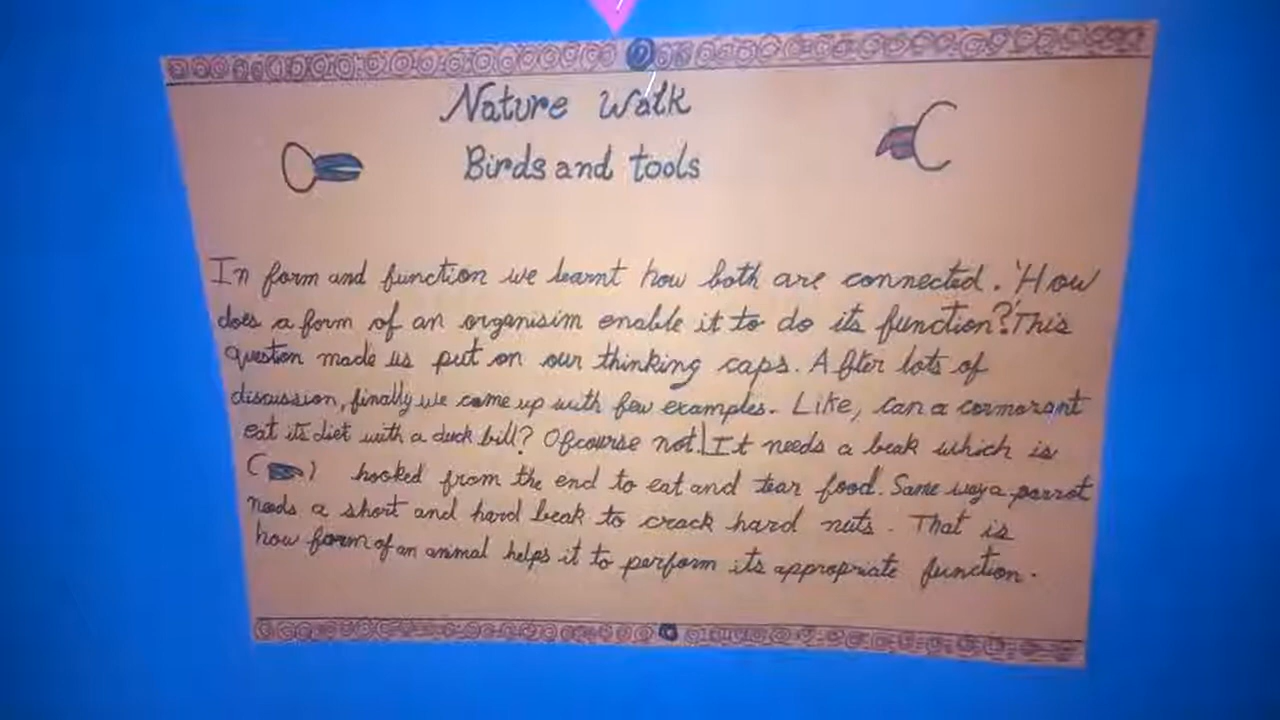 Nature Walk
Birds and tools
In form and function we learnt how both are connected. 'How
does a form of an organisim enable it to do its function?' This
question made us put on our thinking caps. After lots of
discussion, finally we came up with few examples. Like, can a cormorant
eat its diet with a duck bill? Ofcourse not! It needs a beak which is
( ) hooked from the end to eat and tear food. Same way a parrot
needs a short and hard beak to crack hard nuts. That is
how form of an animal helps it to perform its appropriate function.